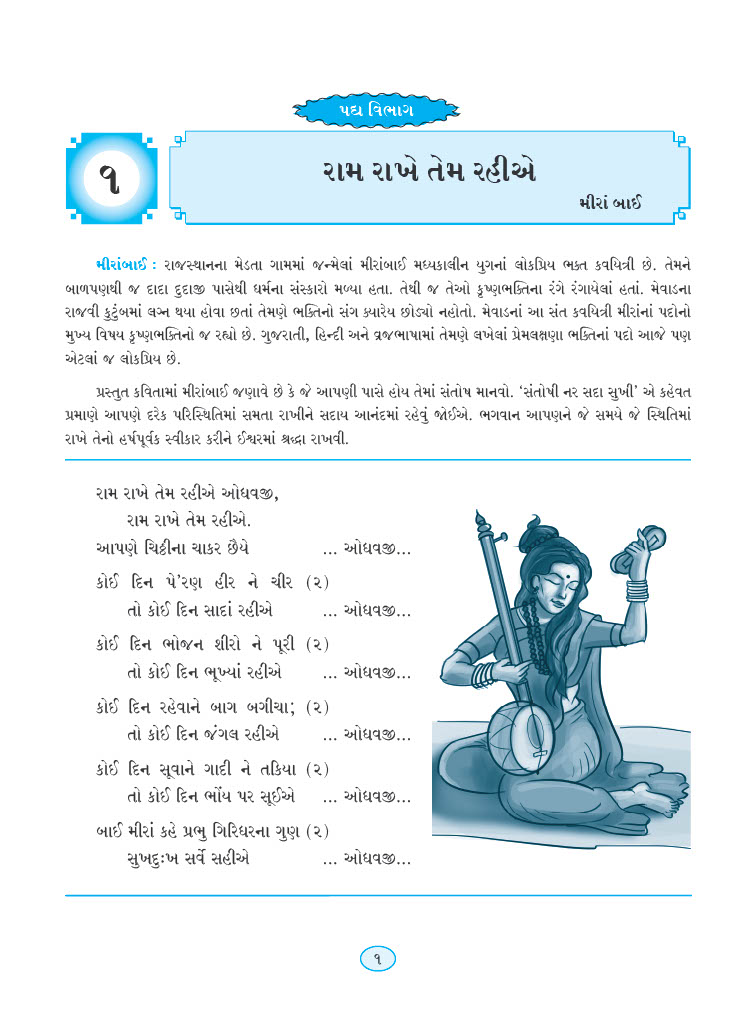 પદ્ય વિભાગ
૧
રામ રાખે તેમ રહીએ
મીરાં બાઈ
મીરાંબાઈ : રાજસ્થાનના મેડતા ગામમાં જન્મેલાં મીરાંબાઈ મધ્યકાલીન યુગનાં લોકપ્રિય ભક્ત કવયિત્રી છે. તેમને
બાળપણથી જ દાદા દુદાજી પાસેથી ધર્મના સંસ્કારો મળ્યા હતા. તેથી જ તેઓ કૃષ્ણભક્તિના રંગે રંગાયેલાં હતાં. મેવાડના
રાજવી કુટુંબમાં લગ્ન થયા હોવા છતાં તેમણે ભક્તિનો સંગ ક્યારેય છોડ્યો નહોતો. મેવાડનાં આ સંત કવયિત્રી મીરાંનાં પદોનો
મુખ્ય વિષય કૃષ્ણભક્તિનો જ રહ્યો છે. ગુજરાતી, હિન્દી અને વ્રજભાષામાં તેમણે લખેલાં પ્રેમલક્ષણા ભક્તિનાં પદો આજે પણ
એટલાં જ લોકપ્રિય છે.
પ્રસ્તુત કવિતામાં મીરાંબાઈ જણાવે છે કે જે આપણી પાસે હોય તેમાં સંતોષ માનવો. ‘સંતોષી નર સદા સુખી’ એ કહેવત
પ્રમાણે આપણે દરેક પરિસ્થિતિમાં સમતા રાખીને સદાય આનંદમાં રહેવું જોઈએ. ભગવાન આપણને જે સમયે જે સ્થિતિમાં
રાખે તેનો હર્ષપૂર્વક સ્વીકાર કરીને ઈશ્વરમાં શ્રદ્ધા રાખવી.
રામ રાખે તેમ રહીએ ઓધવજી,
રામ રાખે તેમ રહીએ.
આપણે ચિઠ્ઠીના ચાકર છૈયે ... ઓધવજી...
કોઈ દિન પે’રણ હીર ને ચીર (૨)
તો કોઈ દિન સાદાં રહીએ ... ઓધવજી...
કોઈ દિન ભોજન શીરો ને પૂરી (૨)
તો કોઈ દિન ભૂખ્યાં રહીએ ... ઓધવજી...
કોઈ દિન રહેવાને બાગ બગીચા; (૨)
તો કોઈ દિન જંગલ રહીએ ... ઓધવજી...
કોઈ દિન સૂવાને ગાદી ને તકિયા (૨)
તો કોઈ દિન ભોંય પર સૂઈએ ... ઓધવજી...
બાઈ મીરાં કહે પ્રભુ ગિરિધરના ગુણ (૨)
સુખદુઃખ સર્વે સહીએ ... ઓધવજી...
૧